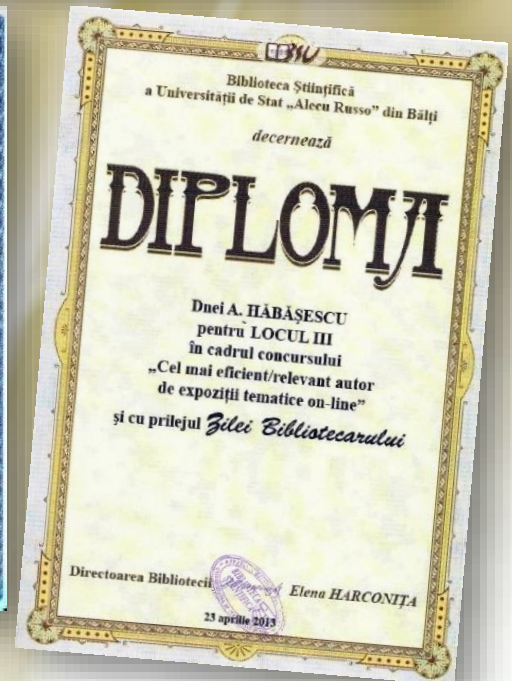 BȘU
Biblioteca Științifică
a Universității de Stat „Alecu Russo” din Bălți
decernează
DIPLOMA
Dnei A. HĂBĂȘESCU
pentru LOCUL III
în cadrul concursului
„Cel mai eficient/relevant autor
de expoziții tematice on-line”
și cu prilejul Zilei Bibliotecarului
Directoarea Bibliotecii Elena HARCONIȚA
23 aprilie 2013